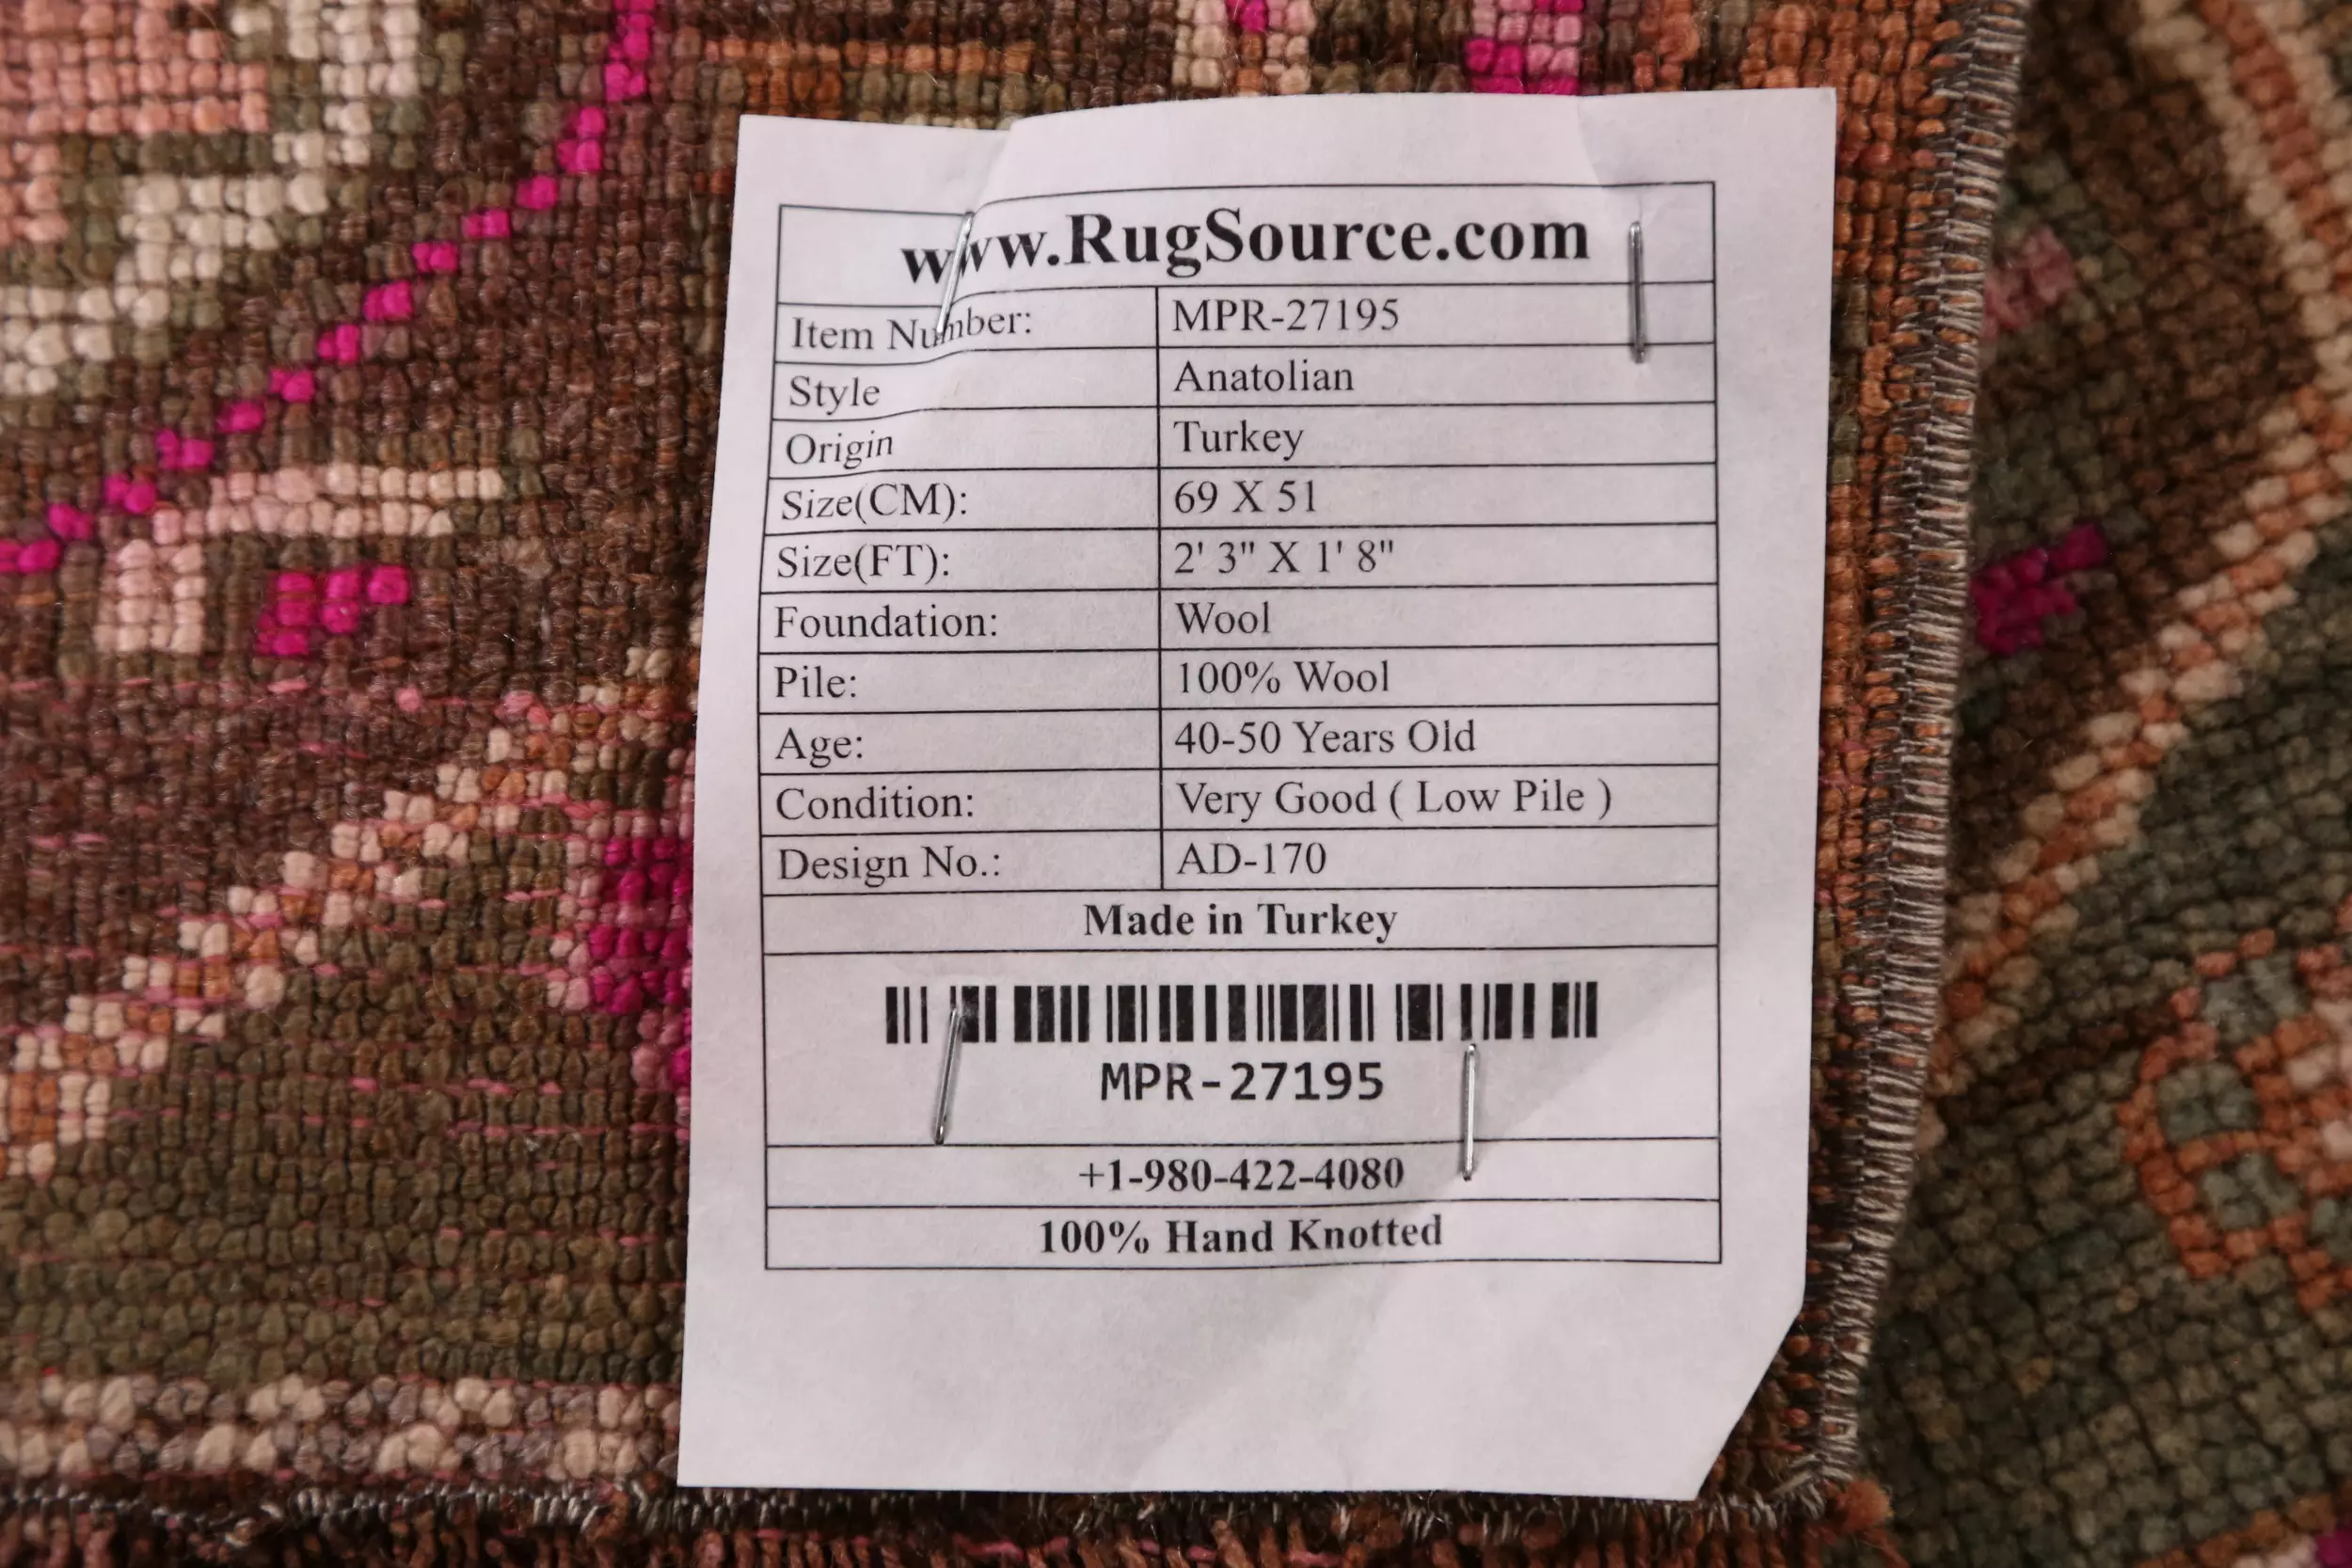 www.RugSource.com
Item Number: MPR-27195
Style Anatolian
Origin Turkey
Size(CM): 69 X 51
Size(FT): 2' 3" X 1' 8"
Foundation: Wool
Pile: 100% Wool
Age: 40-50 Years Old
Condition: Very Good ( Low Pile )
Design No.: AD-170
Made in Turkey
MPR-27195
+1-980-422-4080
100% Hand Knotted